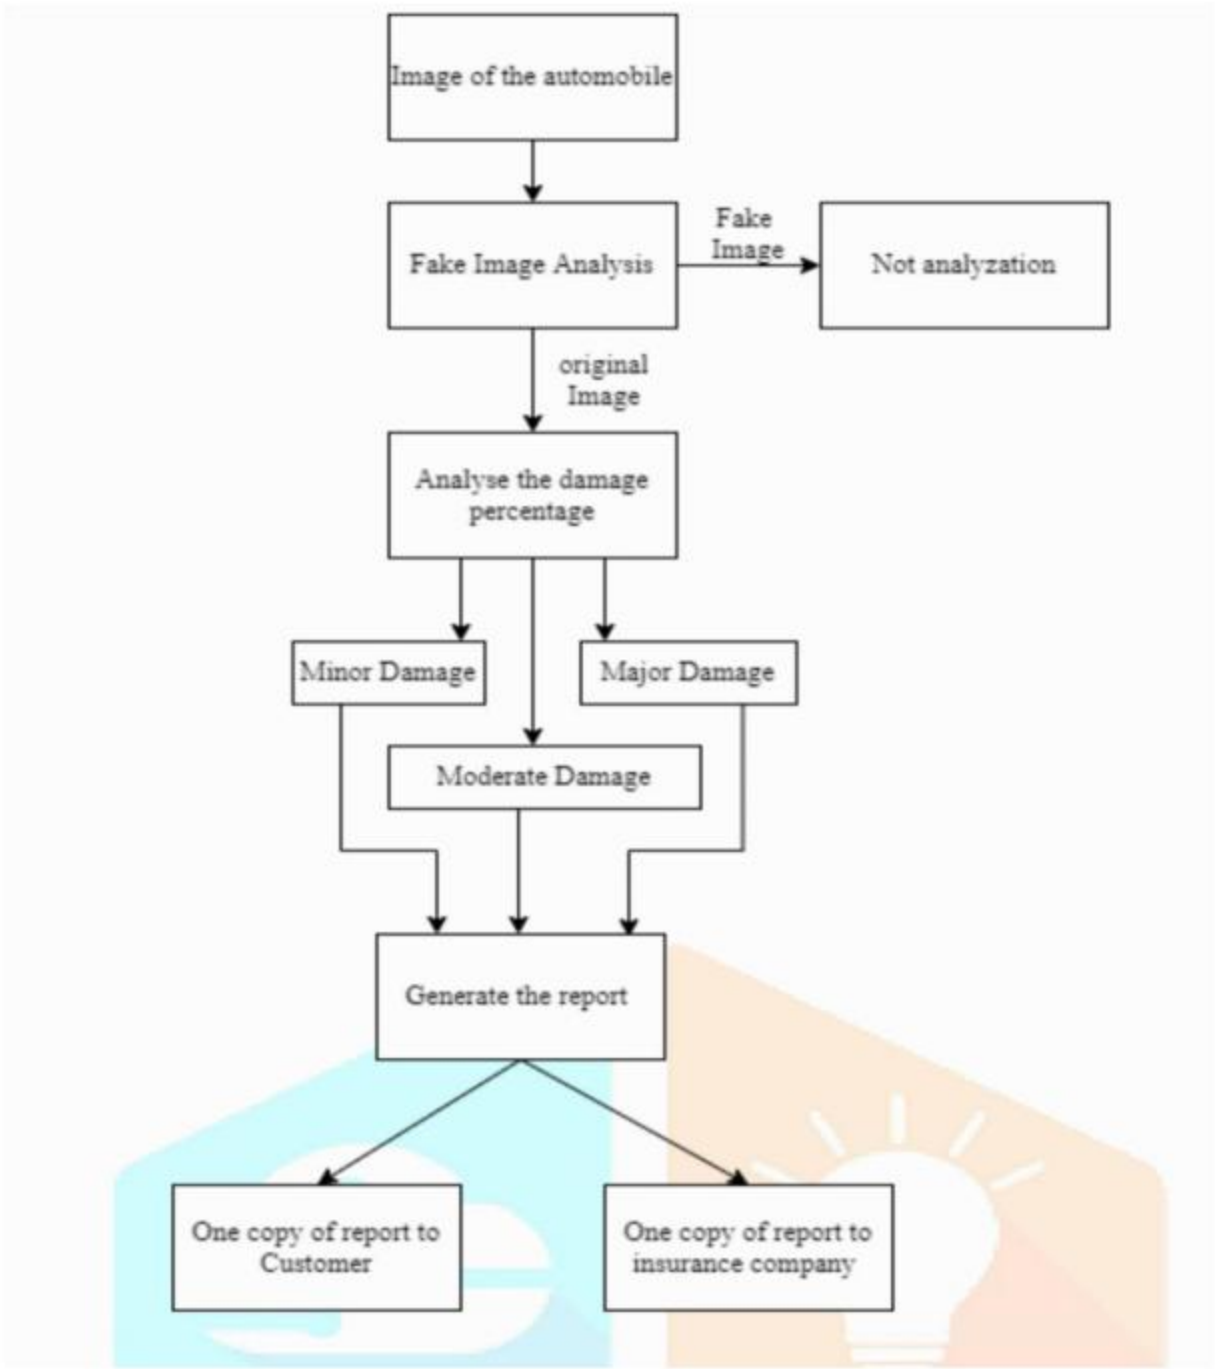 Image of the automobile
Fake Image Analysis
Fake
Image
Not analyzation
original
Image
Analyse the damage
percentage
Minor Damage
Major Damage
Moderate Damage
Generate the report
One copy of report to
Customer
One copy of report to
insurance company